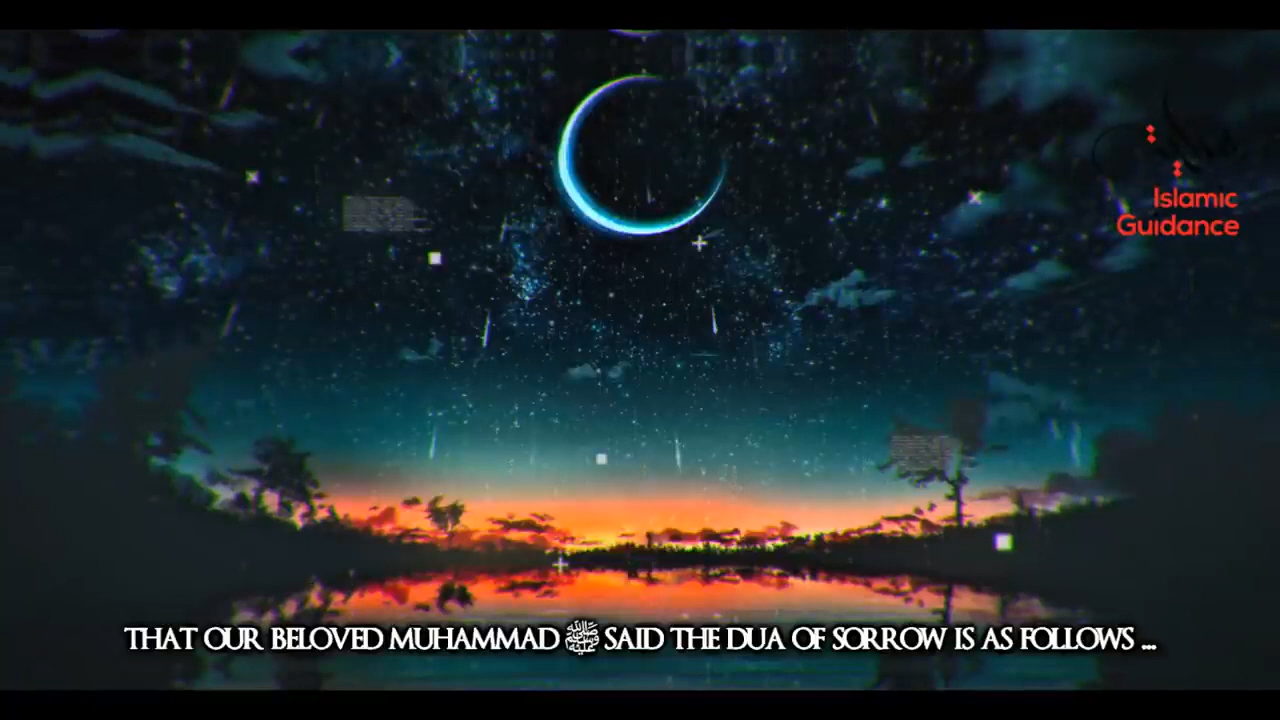 Islamic
Guidance
THAT OUR BELOVED MUHAMMAD ﷺ SAID THE DUA OF SORROW IS AS FOLLOWS ...